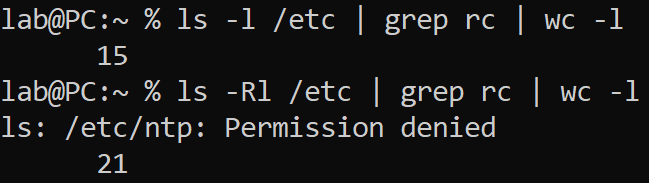 lab@PC:~ % ls -l /etc | grep rc | wc -l
      15
lab@PC:~ % ls -Rl /etc | grep rc | wc -l
ls: /etc/ntp: Permission denied
      21